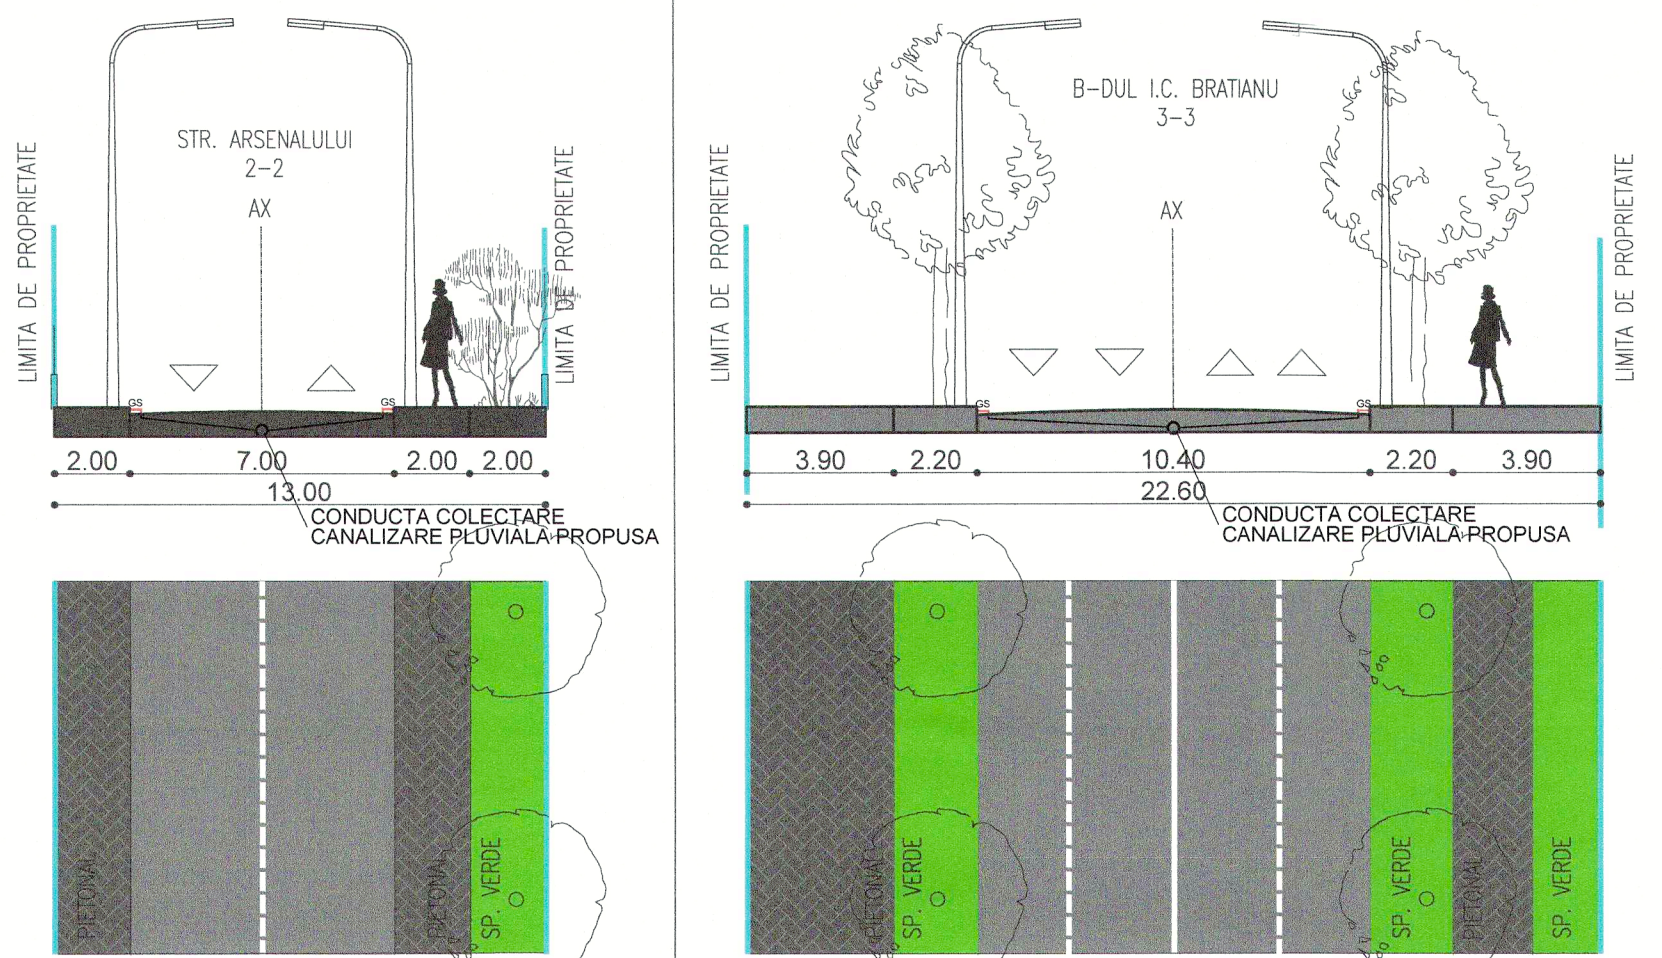 STR. ARSENALULUI
2-2
AX
LIMITA DE PROPRIETATE
LIMITA DE PROPRIETATE
GS
GS
2.00
7.00
2.00
2.00
13.00
CONDUCTA COLECTARE
CANALIZARE PLUVIALA PROPUSA
PIETONAL
PIETONAL
SP. VERDE
B-DUL I.C. BRATIANU
3-3
AX
LIMITA DE PROPRIETATE
LIMITA DE PROPRIETATE
GS
GS
3.90
2.20
10.40
2.20
3.90
22.60
CONDUCTA COLECTARE
CANALIZARE PLUVIALA PROPUSA
PIETONAL
SP. VERDE
SP. VERDE
PIETONAL
SP. VERDE